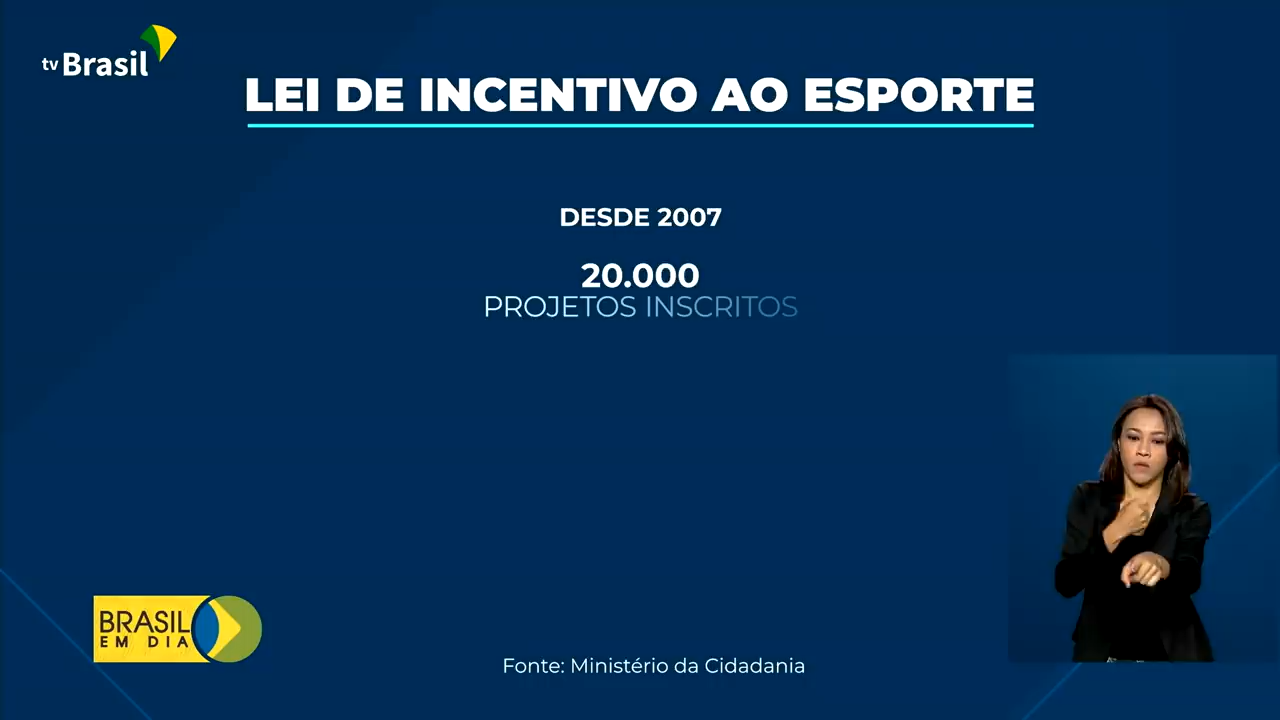 tv Brasil
LEI DE INCENTIVO AO ESPORTE
DESDE 2007
20.000
PROJETOS INSCRITOS
BRASIL
EM DIA
Fonte: Ministério da Cidadania